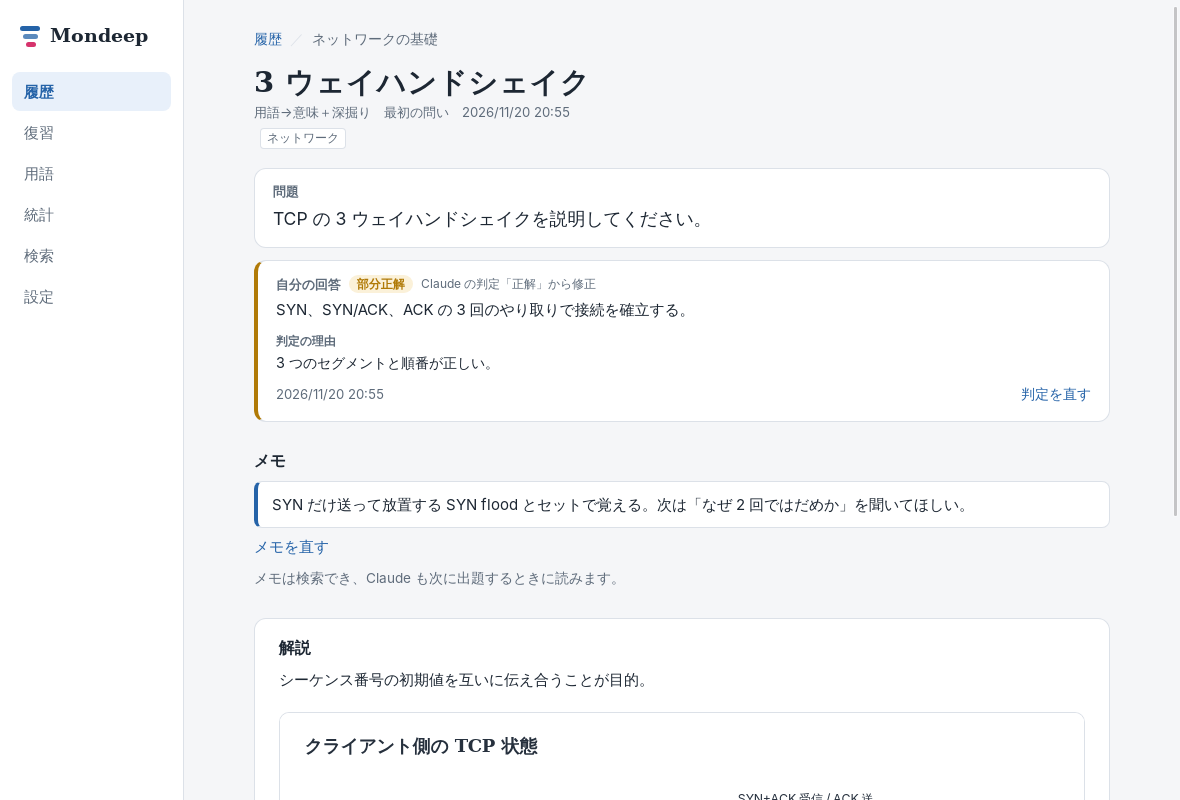 Mondeep
履歴
復習
用語
統計
検索
設定
履歴 ／ ネットワークの基礎
3 ウェイハンドシェイク
用語→意味＋深掘り 最初の問い 2026/11/20 20:55
ネットワーク
問題
TCP の 3 ウェイハンドシェイクを説明してください。
自分の回答 部分正解 Claude の判定「正解」から修正
SYN、SYN/ACK、ACK の 3 回のやり取りで接続を確立する。
判定の理由
3 つのセグメントと順番が正しい。
2026/11/20 20:55 判定を直す
メモ
SYN だけ送って放置する SYN flood とセットで覚える。次は「なぜ 2 回ではだめか」を聞いてほしい。
メモを直す
メモは検索でき、Claude も次に出題するときに読みます。
解説
シーケンス番号の初期値を互いに伝え合うことが目的。
クライアント側の TCP 状態
SYN+ACK 受信 / ACK 送